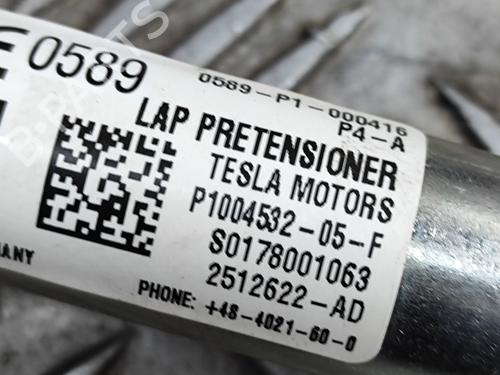 0589
0589-P1-000416
P4-A
LAP PRETENSIONER
TESLA MOTORS
P1004532-05-F
S0178001063
2512622-AD
PHONE: +48-4021-60-0